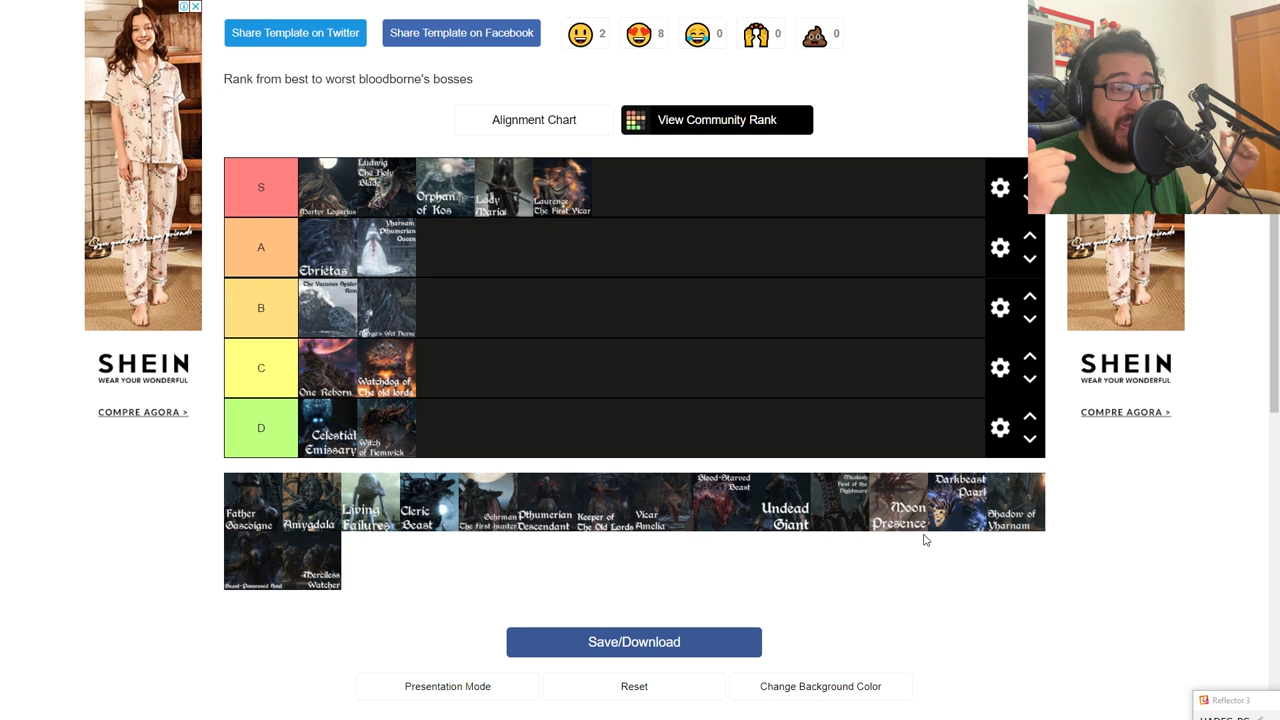 Share Template on Twitter
Share Template on Facebook
2
8
0
0
0
Rank from best to worst bloodborne's bosses
Alignment Chart
View Community Rank
S
Martyr Logarius
Ludwig
The Holy
Blade
Orphan
of Kos
Lady
Maria
Laurence
The First Vicar
A
Ebrietas
Yharnam,
Pthumerian
Queen
B
The Vacuous Spider
Rom
Mergo's Wet Nurse
C
One Reborn
Watchdog of
The old lords
D
Celestial
Emissary
Witch
of Hemwick
Father
Gascoigne
Amygdala
Living
Failures
Cleric
Beast
Gehrman
The first hunter
Pthumerian
Descendant
Keeper of
The Old Lords
Vicar
Amelia
Blood-Starved
Beast
Undead
Giant
Micolash
Host of the
Nightmare
Moon
Presence
Darkbeast
Paarl
Shadow of
Yharnam
Beast-Possessed Soul
Merciless
Watcher
Save/Download
Presentation Mode
Reset
Change Background Color
SHEIN
WEAR YOUR WONDERFUL
COMPRE AGORA >
SHEIN
WEAR YOUR WONDERFUL
COMPRE AGORA >
Reflector 3